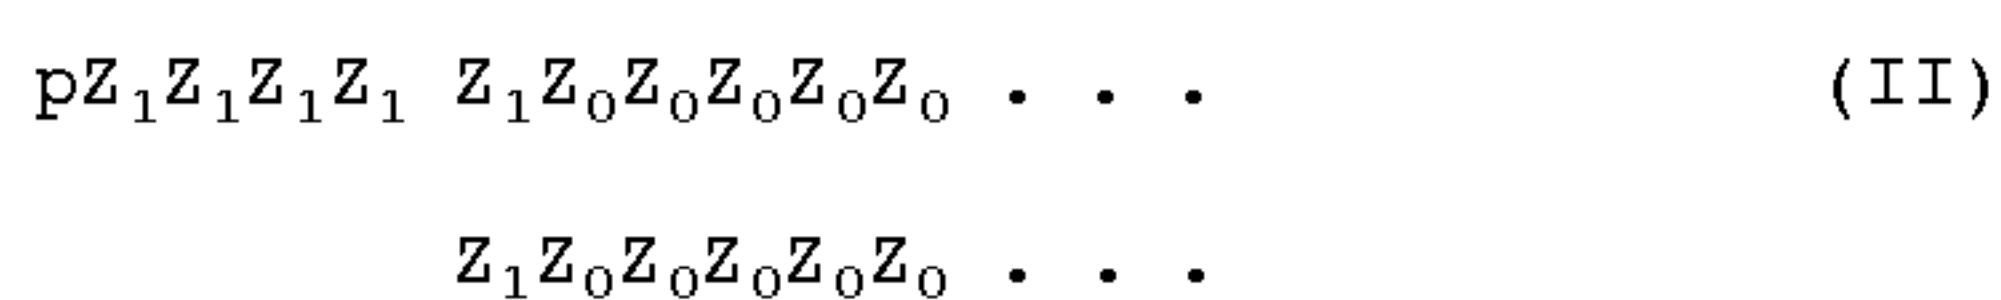 pZ₁Z₁Z₁Z₁ Z₁Z₀Z₀Z₀Z₀Z₀ . . . (II)
Z₁Z₀Z₀Z₀Z₀Z₀ . . .